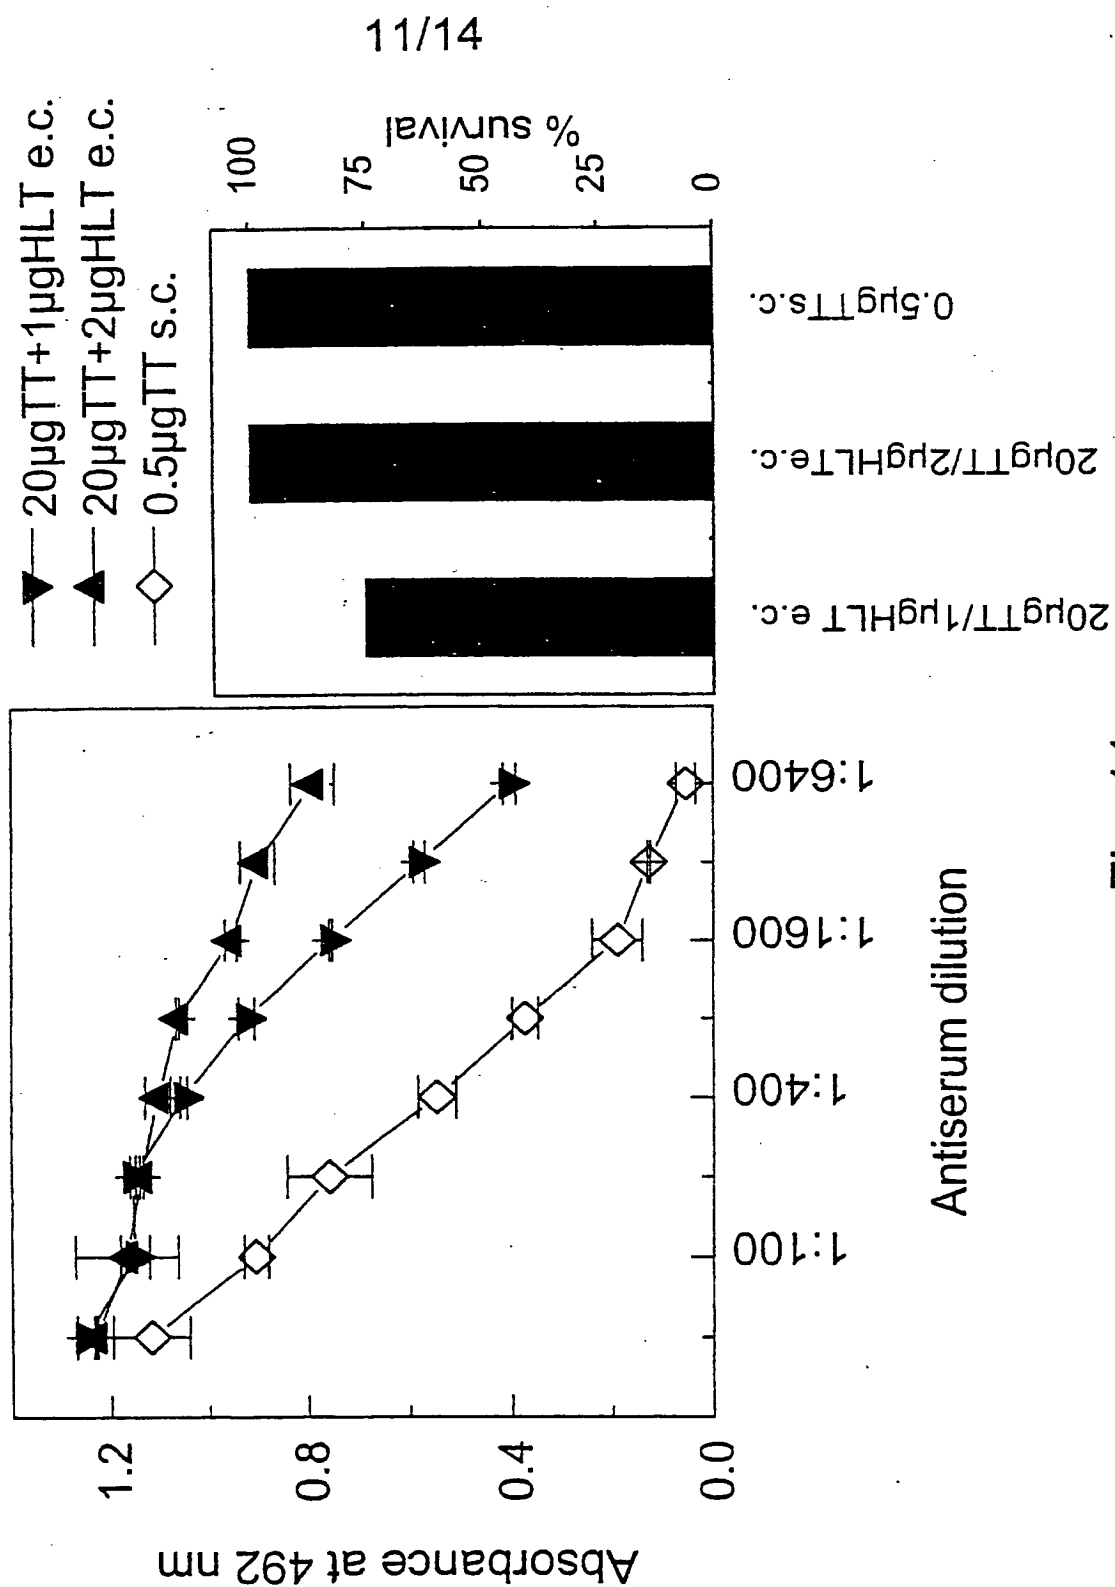 11/14
20µgTT+1µgHLT e.c.
20µgTT+2µgHLT e.c.
0.5µgTT s.c.
Absorbance at 492 nm
1.2
0.8
0.4
0.0
1:100
1:400
1:1600
1:6400
Antiserum dilution
% survival
100
75
50
25
0
20µgTT/1µgHLT e.c.
20µgTT/2µgHLTe.c.
0.5µgTTs.c.